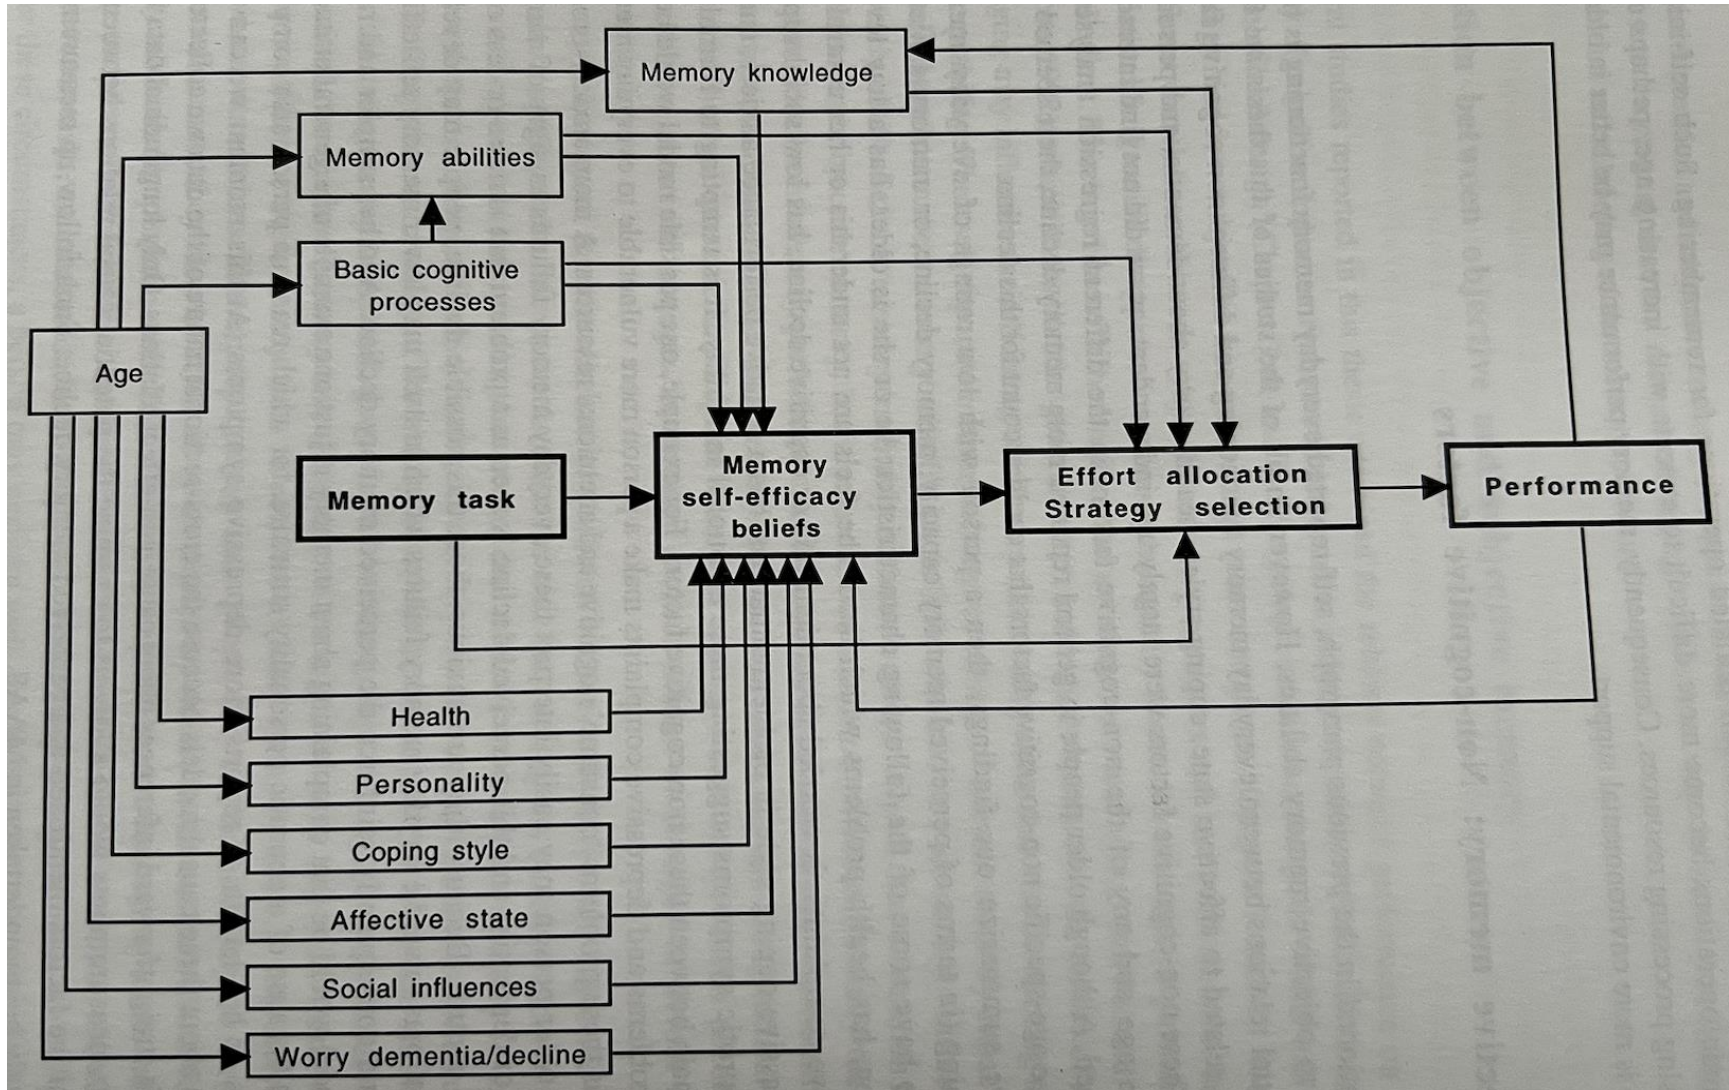 Memory knowledge
Memory abilities
Basic cognitive
processes
Age
Memory task
Memory
self-efficacy
beliefs
Effort allocation
Strategy selection
Performance
Health
Personality
Coping style
Affective state
Social influences
Worry dementia/decline